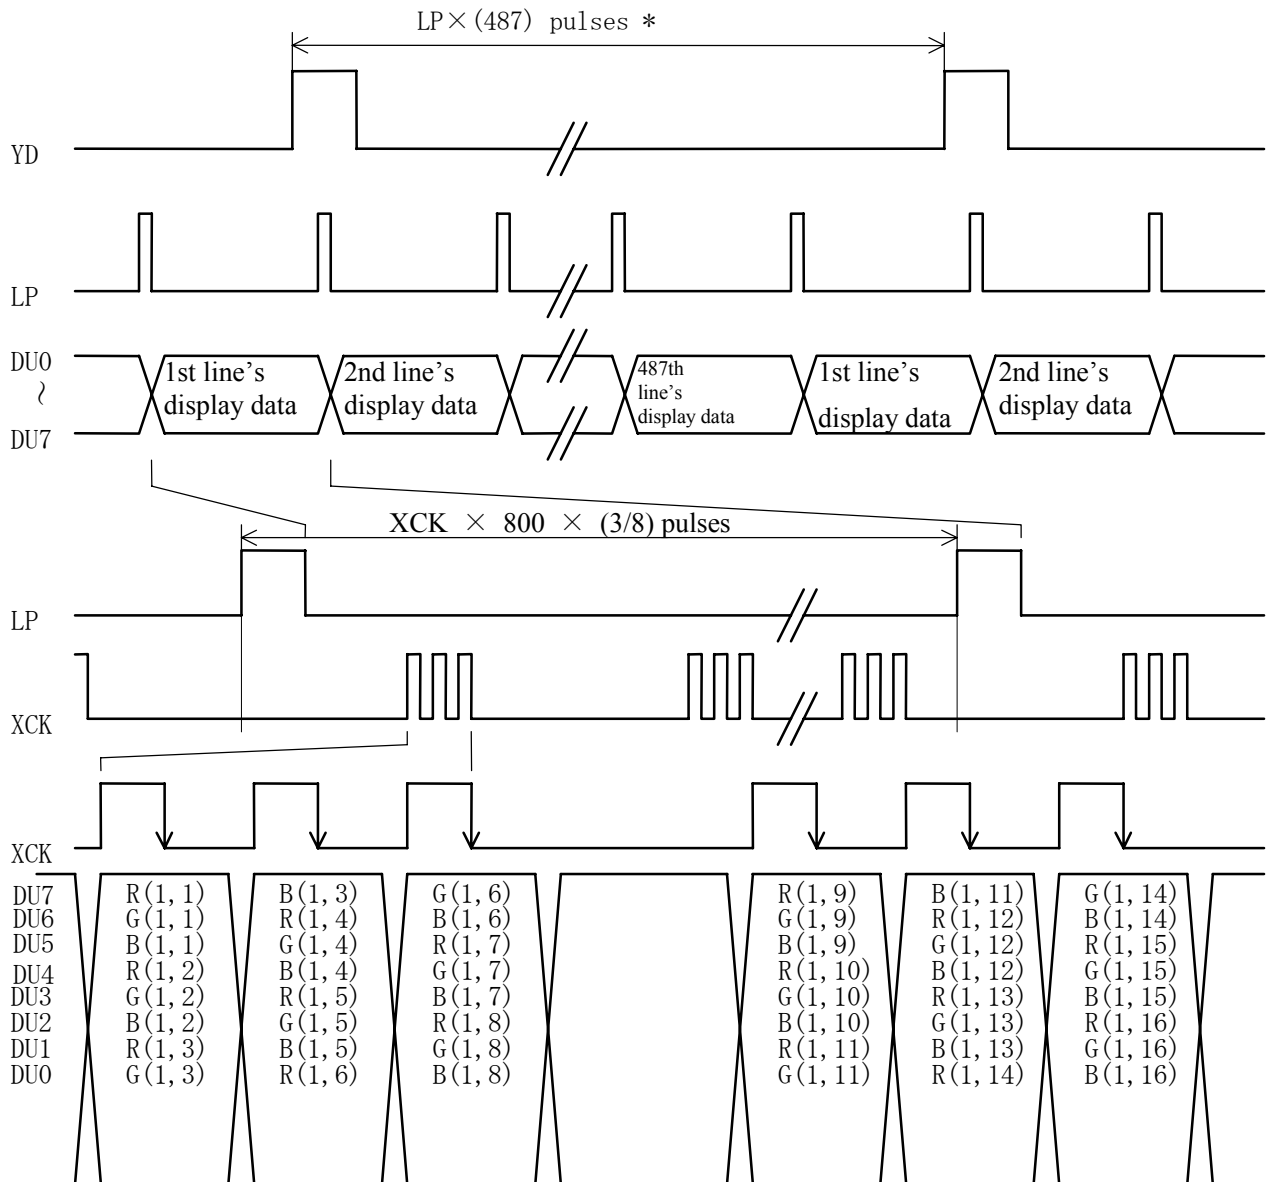 LP×(487) pulses *
YD
LP
DU0
~
DU7
1st line's
display data
2nd line's
display data
487th
line's
display data
1st line's
display data
2nd line's
display data
XCK × 800 × (3/8) pulses
LP
XCK
XCK
DU7 R(1,1) B(1,3) G(1,6) R(1,9) B(1,11) G(1,14)
DU6 G(1,1) R(1,4) B(1,6) G(1,9) R(1,12) B(1,14)
DU5 B(1,1) G(1,4) R(1,7) B(1,9) G(1,12) R(1,15)
DU4 R(1,2) B(1,4) G(1,7) R(1,10) B(1,12) G(1,15)
DU3 G(1,2) R(1,5) B(1,7) G(1,10) R(1,13) B(1,15)
DU2 B(1,2) G(1,5) R(1,8) B(1,10) G(1,13) R(1,16)
DU1 R(1,3) B(1,5) G(1,8) R(1,11) B(1,13) G(1,16)
DU0 G(1,3) R(1,6) B(1,8) G(1,11) R(1,14) B(1,16)